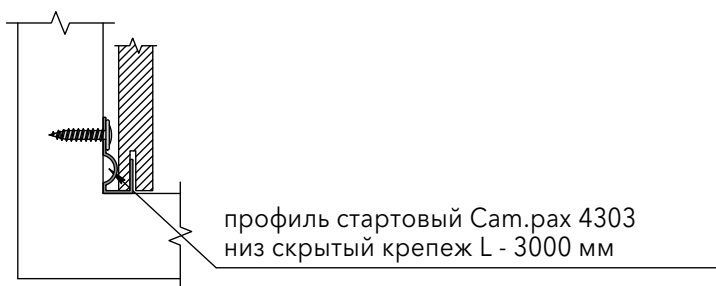 профиль стартовый Cam.pax 4303
низ скрытый крепеж L - 3000 мм